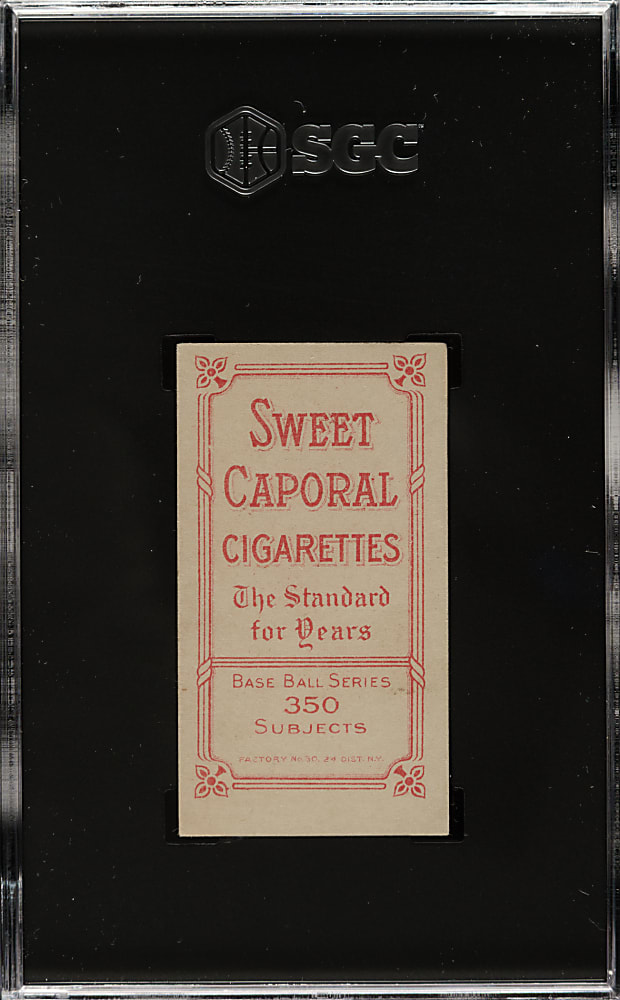 SGC
SWEET
CAPORAL
CIGARETTES
The Standard
for Years
BASE BALL SERIES
350
SUBJECTS
FACTORY No 30, 2d DIST. N.Y.